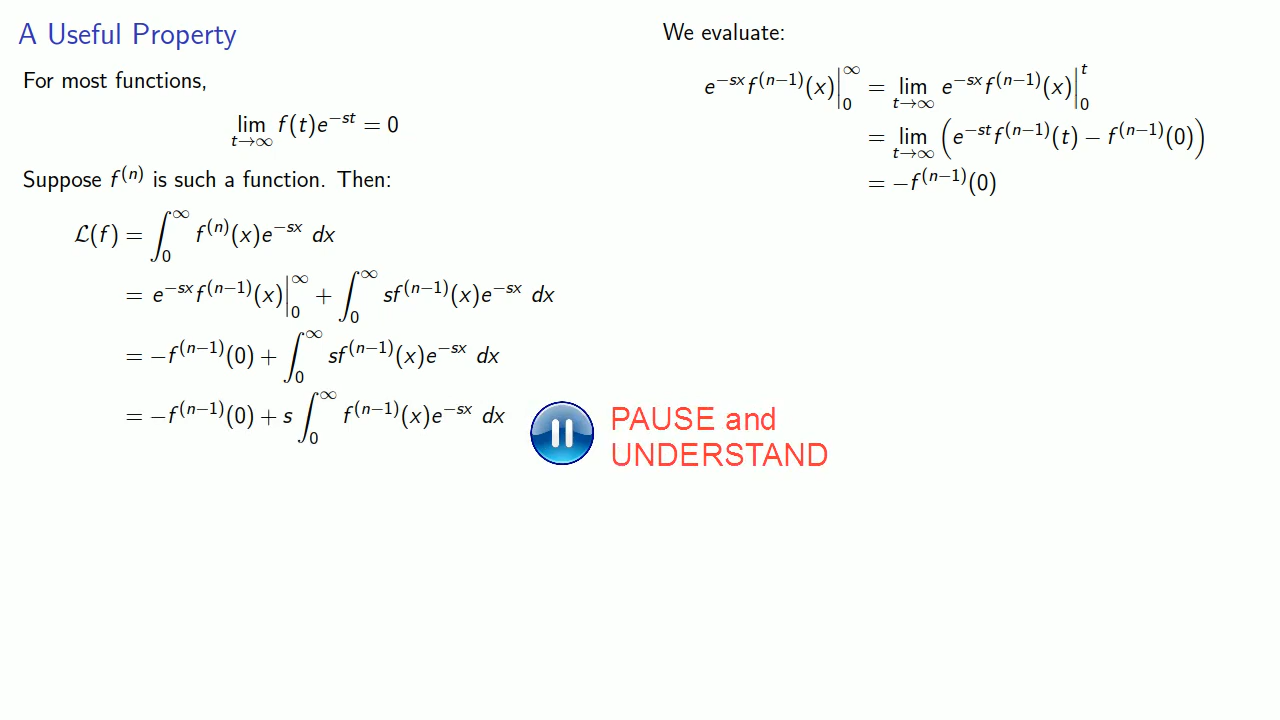 A Useful Property
For most functions,
lim_{t→∞} f(t)e^{-st} = 0
Suppose f^{(n)} is such a function. Then:
ℒ(f) = ∫_0^∞ f^{(n)}(x)e^{-sx} dx
= e^{-sx}f^{(n-1)}(x)|_0^∞ + ∫_0^∞ sf^{(n-1)}(x)e^{-sx} dx
= −f^{(n-1)}(0) + ∫_0^∞ sf^{(n-1)}(x)e^{-sx} dx
= −f^{(n-1)}(0) + s ∫_0^∞ f^{(n-1)}(x)e^{-sx} dx
PAUSE and
UNDERSTAND
We evaluate:
e^{-sx}f^{(n-1)}(x)|_0^∞ = lim_{t→∞} e^{-sx}f^{(n-1)}(x)|_0^t
= lim_{t→∞} (e^{-st}f^{(n-1)}(t) − f^{(n-1)}(0))
= −f^{(n-1)}(0)